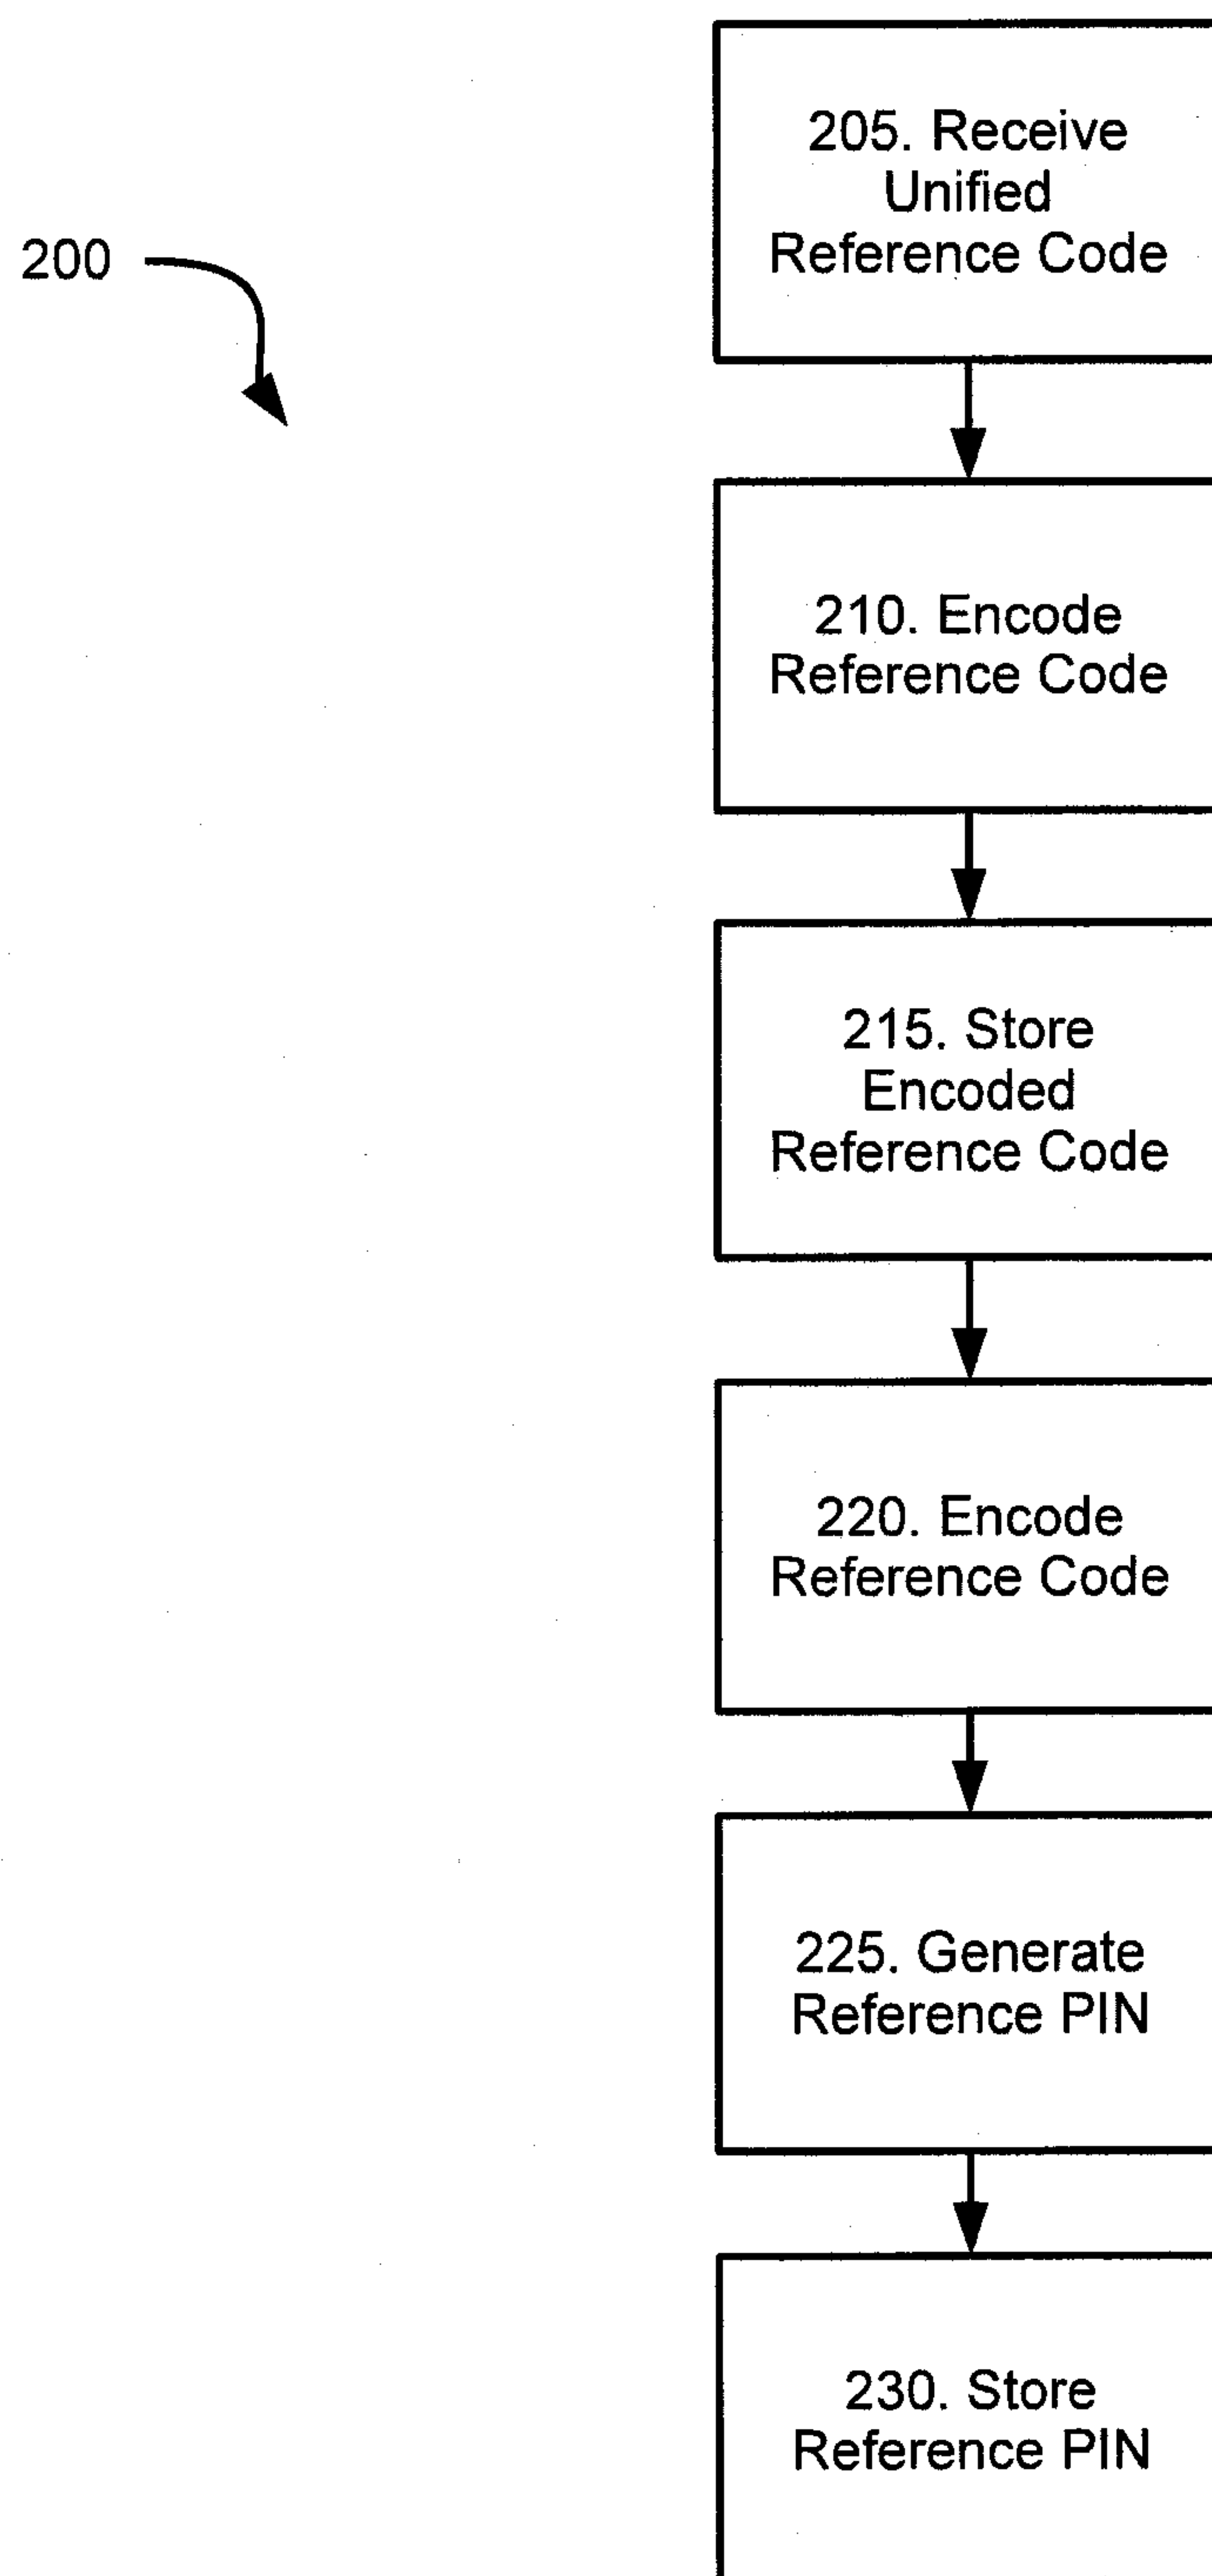 205. Receive
Unified
Reference Code
200
210. Encode
Reference Code
215. Store
Encoded
Reference Code
220. Encode
Reference Code
225. Generate
Reference PIN
230. Store
Reference PIN